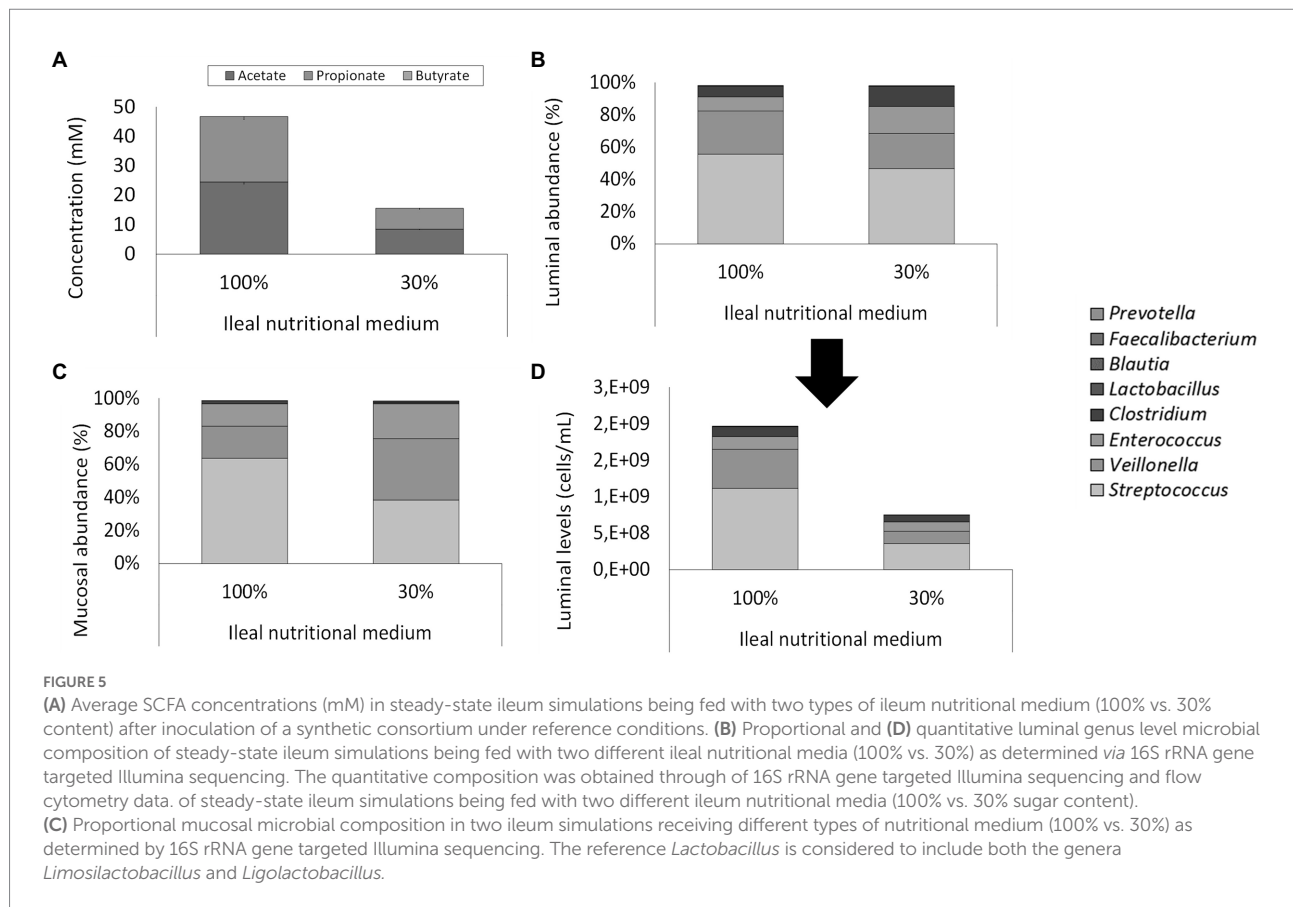 A
Acetate Propionate Butyrate
Concentration (mM)
50
40
30
20
10
0
100% 30%
Ileal nutritional medium
B
Luminal abundance (%)
100%
80%
60%
40%
20%
0%
100% 30%
Ileal nutritional medium
C
Mucosal abundance (%)
100%
80%
60%
40%
20%
0%
100% 30%
Ileal nutritional medium
D
Luminal levels (cells/mL)
3,E+09
2,E+09
2,E+09
1,E+09
5,E+08
0,E+00
100% 30%
Ileal nutritional medium
Prevotella
Faecalibacterium
Blautia
Lactobacillus
Clostridium
Enterococcus
Veillonella
Streptococcus
FIGURE 5
(A) Average SCFA concentrations (mM) in steady-state ileum simulations being fed with two types of ileum nutritional medium (100% vs. 30%
content) after inoculation of a synthetic consortium under reference conditions. (B) Proportional and (D) quantitative luminal genus level microbial
composition of steady-state ileum simulations being fed with two different ileal nutritional media (100% vs. 30%) as determined via 16S rRNA gene
targeted Illumina sequencing. The quantitative composition was obtained through of 16S rRNA gene targeted Illumina sequencing and flow
cytometry data. of steady-state ileum simulations being fed with two different ileum nutritional media (100% vs. 30% sugar content).
(C) Proportional mucosal microbial composition in two ileum simulations receiving different types of nutritional medium (100% vs. 30%) as
determined by 16S rRNA gene targeted Illumina sequencing. The reference Lactobacillus is considered to include both the genera
Limosilactobacillus and Ligolactobacillus.